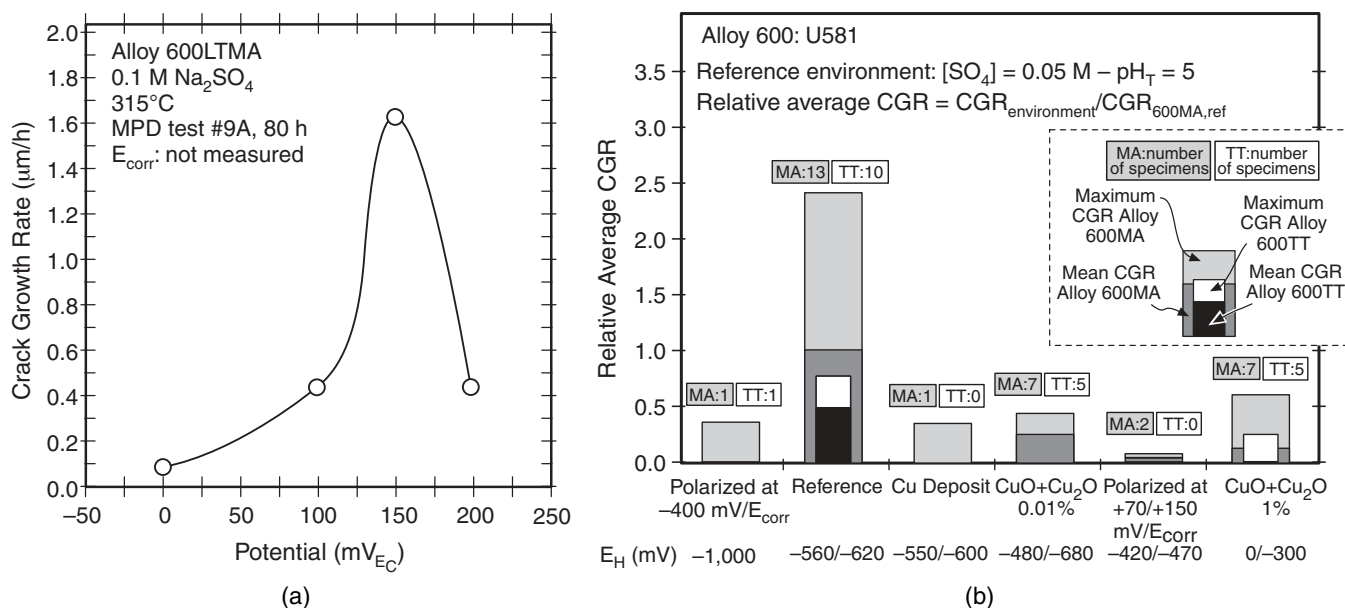 2.0
1.8
1.6
1.4
1.2
1.0
0.8
0.6
0.4
0.2
0.0
Crack Growth Rate (μm/h)
Alloy 600LTMA
0.1 M Na₂SO₄
315°C
MPD test #9A, 80 h
E_corr: not measured
−50 0 50 100 150 200 250
Potential (mV_E_C)
(a)
3.5
3.0
2.5
2.0
1.5
1.0
0.5
0.0
Relative Average CGR
Alloy 600: U581
Reference environment: [SO₄] = 0.05 M – pH_T = 5
Relative average CGR = CGR_environment/CGR_600MA,ref
MA:number of specimens
TT:number of specimens
Maximum
CGR Alloy
600MA
Maximum
CGR Alloy
600TT
Mean CGR
Alloy 600MA
Mean CGR
Alloy 600TT
MA:1 TT:1
MA:13 TT:10
MA:1 TT:0
MA:7 TT:5
MA:2 TT:0
MA:7 TT:5
Polarized at
–400 mV/E_corr
Reference
Cu Deposit
CuO+Cu₂O
0.01%
Polarized at
+70/+150
mV/E_corr
CuO+Cu₂O
1%
E_H (mV) –1,000 –560/–620 –550/–600 –480/–680 –420/–470 0/–300
(b)